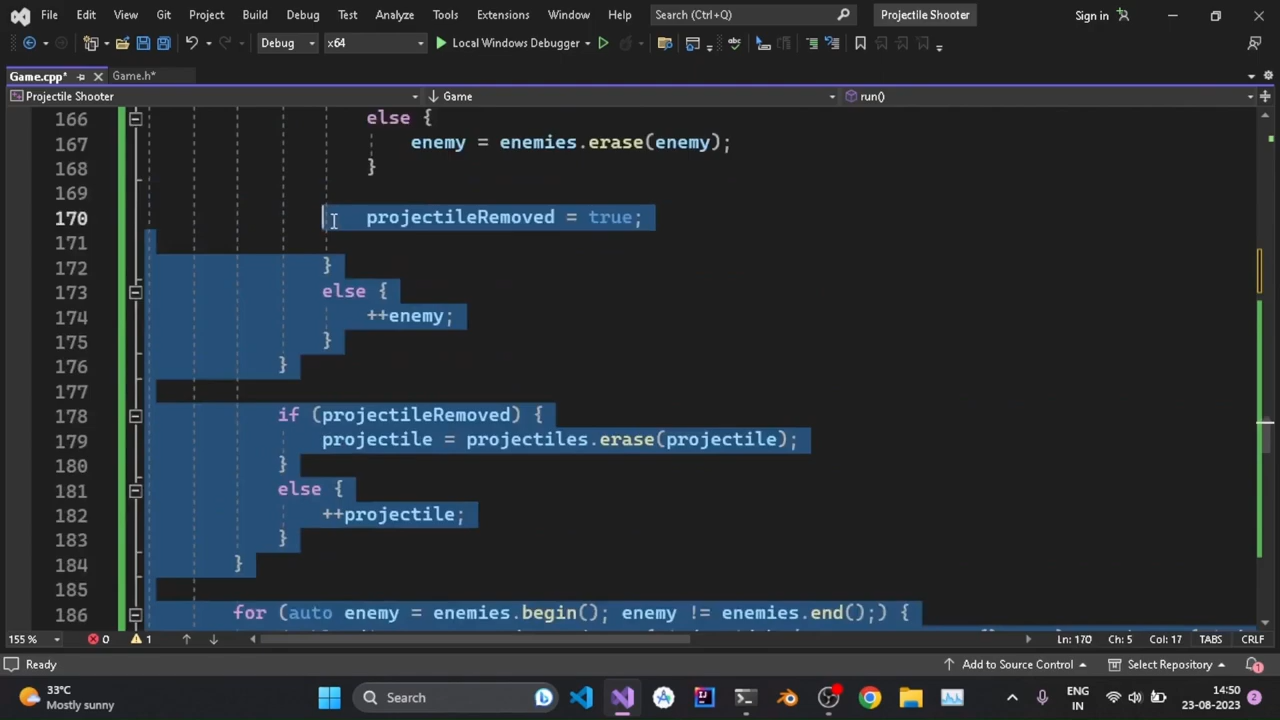 File Edit View Git Project Build Debug Test Analyze Tools Extensions Window Help Search (Ctrl+Q) Projectile Shooter Sign in
Debug x64 Local Windows Debugger
Game.cpp* Game.h*
Projectile Shooter Game run()
166 else {
167 enemy = enemies.erase(enemy);
168 }
169
170 projectileRemoved = true;
171
172 }
173 else {
174 ++enemy;
175 }
176 }
177
178 if (projectileRemoved) {
179 projectile = projectiles.erase(projectile);
180 }
181 else {
182 ++projectile;
183 }
184 }
185
186 for (auto enemy = enemies.begin(); enemy != enemies.end();) {
155 % 0 1 Ln: 170 Ch: 5 Col: 17 TABS CRLF
Ready Add to Source Control Select Repository 1
33°C Search ENG 14:50
Mostly sunny IN 23-08-2023 2